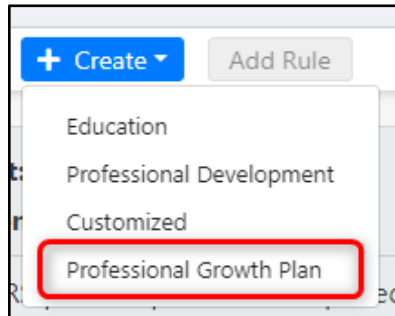 + Create
Add Rule
Education
t:
Professional Development
r
Customized
Professional Growth Plan